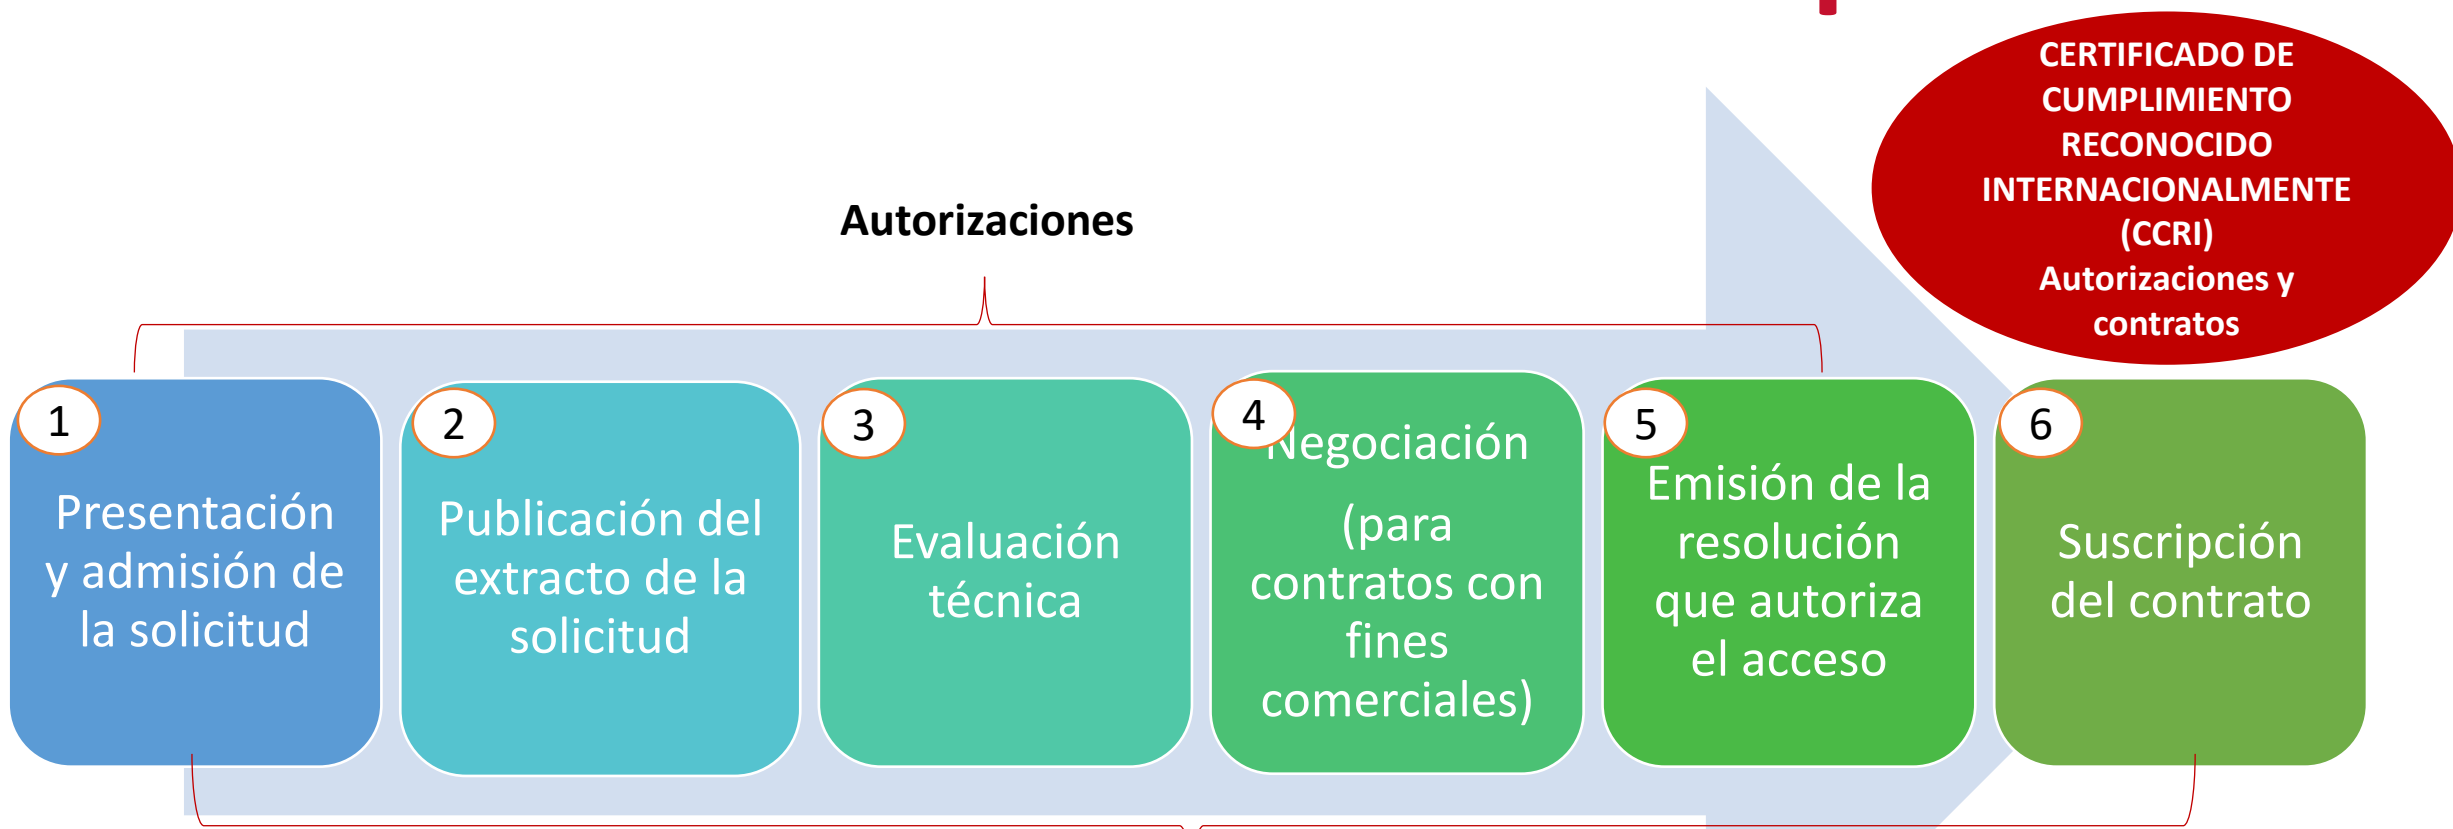 CERTIFICADO DE
CUMPLIMIENTO
RECONOCIDO
INTERNACIONALMENTE
(CCRI)
Autorizaciones y
contratos
Autorizaciones
1
Presentación
y admisión de
la solicitud
2
Publicación del
extracto de la
solicitud
3
Evaluación
técnica
4
Negociación
(para
contratos con
fines
comerciales)
5
Emisión de la
resolución
que autoriza
el acceso
6
Suscripción
del contrato